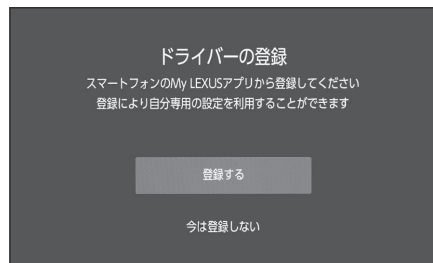 ドライバーの登録
スマートフォンのMy LEXUSアプリから登録してください
登録により自分専用の設定を利用することができます
登録する
今は登録しない